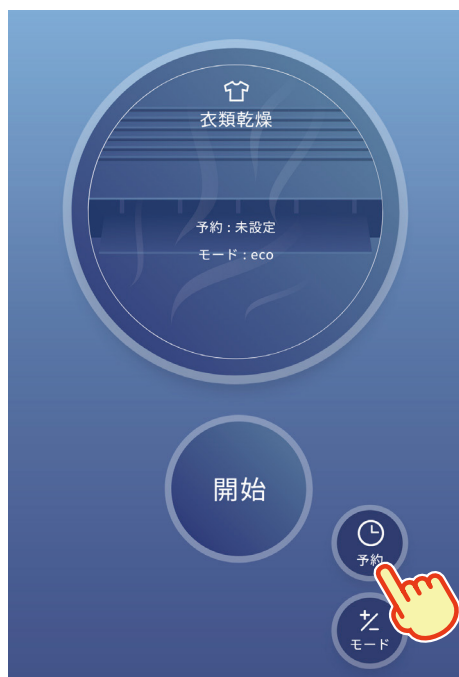 衣類乾燥
予約 : 未設定
モード : eco
開始
予約
モード